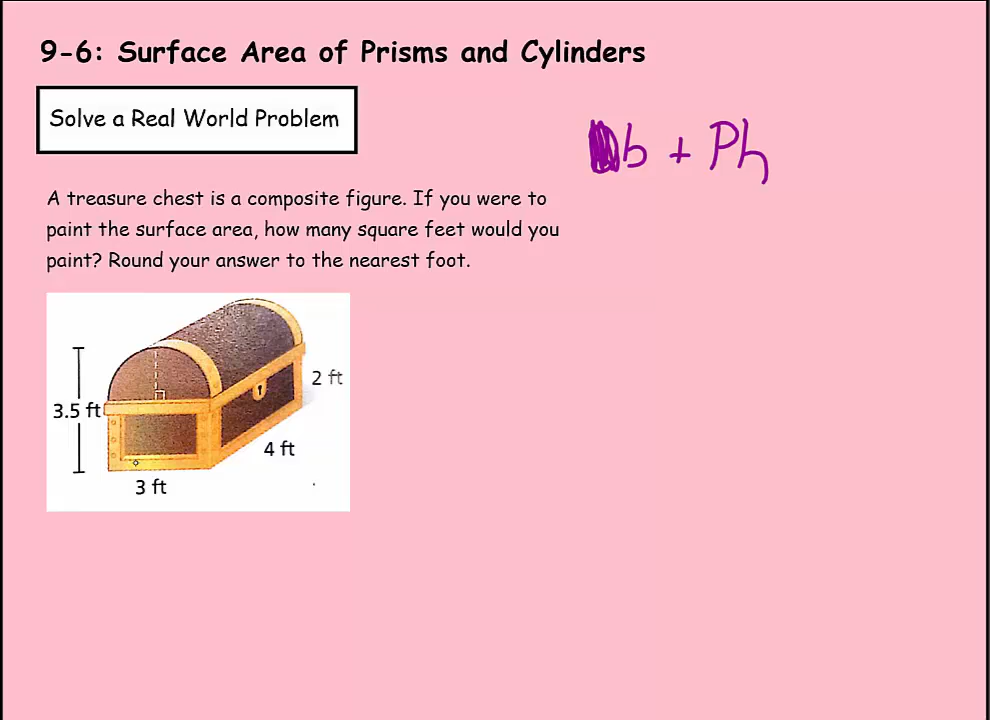 9-6: Surface Area of Prisms and Cylinders
Solve a Real World Problem
b + Ph
A treasure chest is a composite figure. If you were to
paint the surface area, how many square feet would you
paint? Round your answer to the nearest foot.
2 ft
3.5 ft
4 ft
3 ft